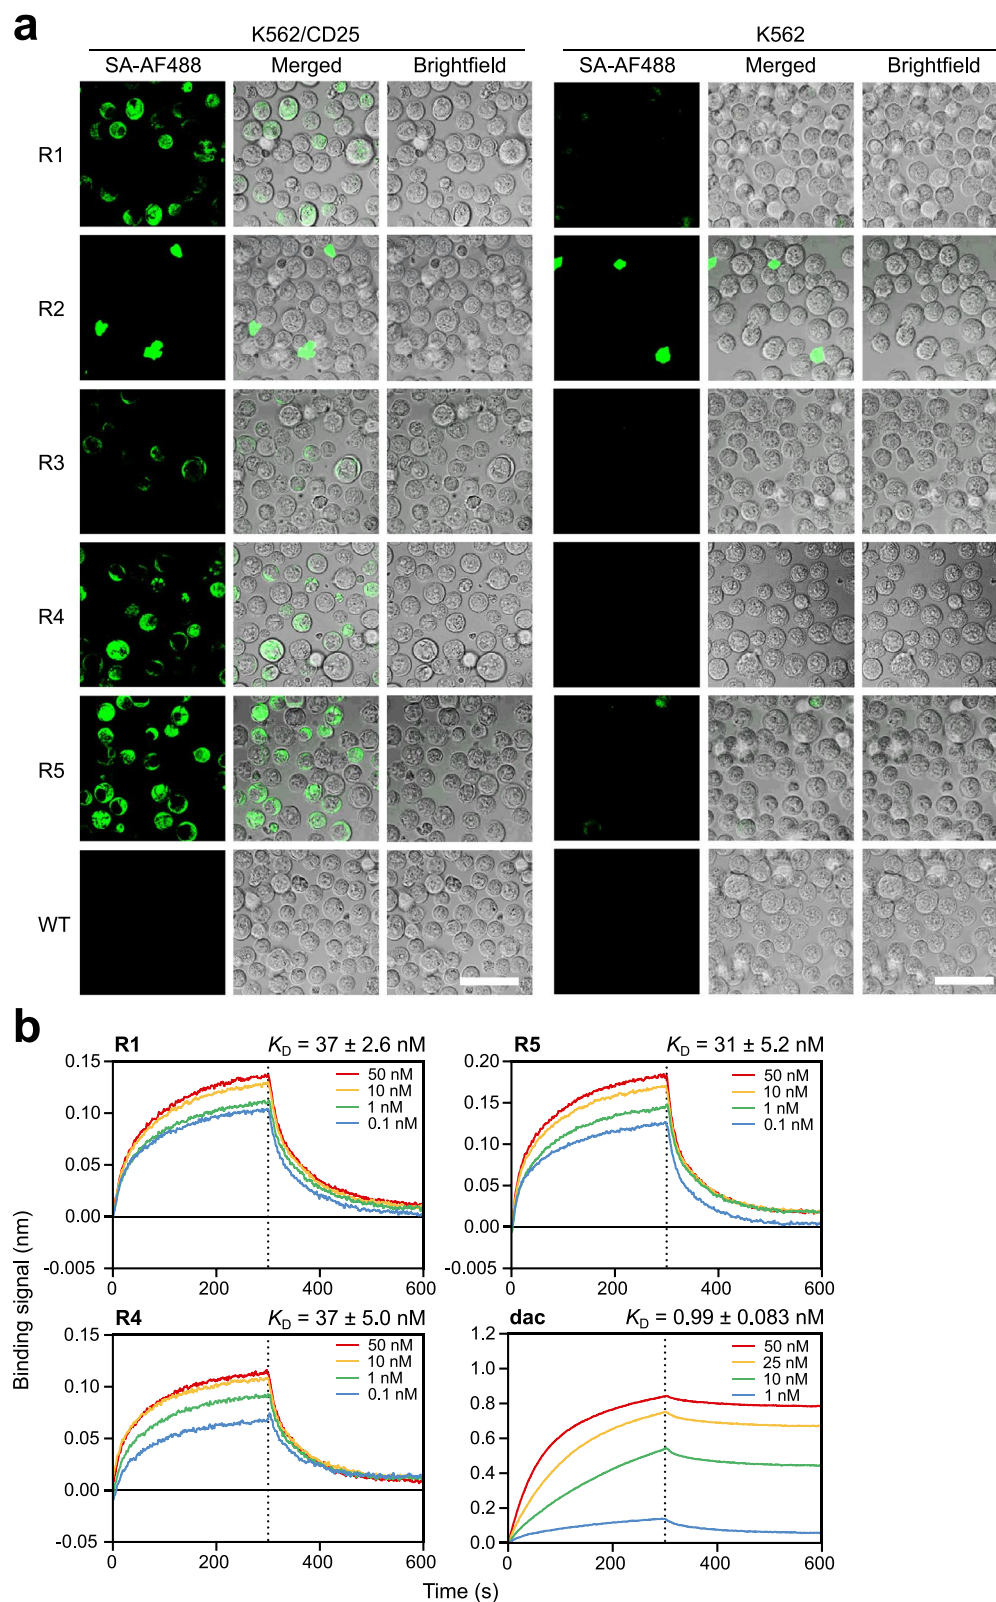 a
K562/CD25
K562
SA-AF488 Merged Brightfield
SA-AF488 Merged Brightfield
R1
R2
R3
R4
R5
WT
b
Binding signal (nm)
R1
K_D = 37 ± 2.6 nM
0.15
0.10
0.05
0.00
-0.005
50 nM
10 nM
1 nM
0.1 nM
0 200 400 600
R5
K_D = 31 ± 5.2 nM
0.20
0.15
0.10
0.05
0.00
-0.005
50 nM
10 nM
1 nM
0.1 nM
0 200 400 600
R4
K_D = 37 ± 5.0 nM
0.15
0.10
0.05
0.00
-0.05
50 nM
10 nM
1 nM
0.1 nM
0 200 400 600
dac
K_D = 0.99 ± 0.083 nM
1.2
1.0
0.8
0.6
0.4
0.2
0.0
50 nM
25 nM
10 nM
1 nM
0 200 400 600
Time (s)